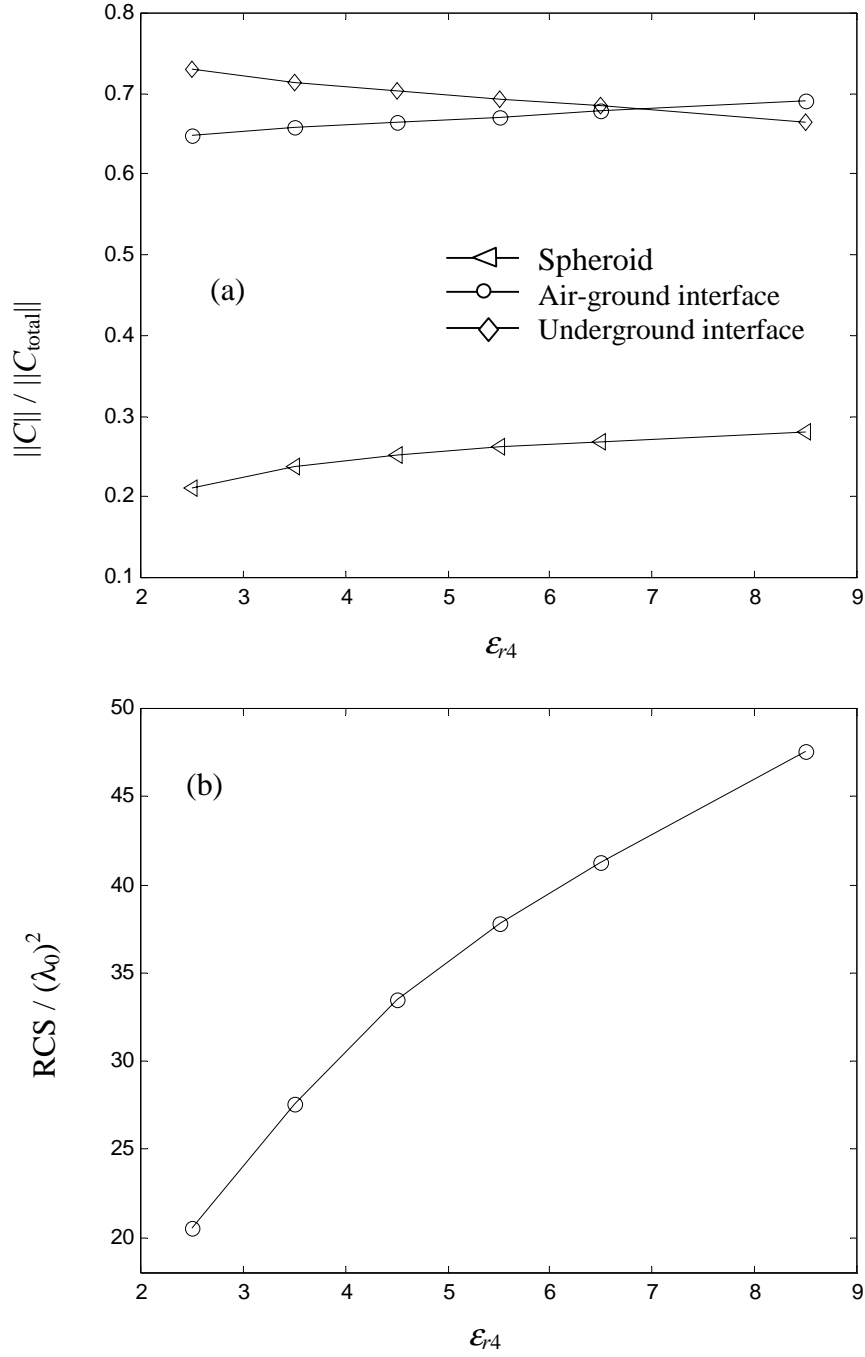 0.8
0.7
0.6
0.5
0.4
0.3
0.2
0.1
||C|| / ||C_total||
(a)
Spheroid
Air-ground interface
Underground interface
2 3 4 5 6 7 8 9
ε_r4
50
45
40
35
30
25
20
RCS / (λ_0)^2
(b)
2 3 4 5 6 7 8 9
ε_r4